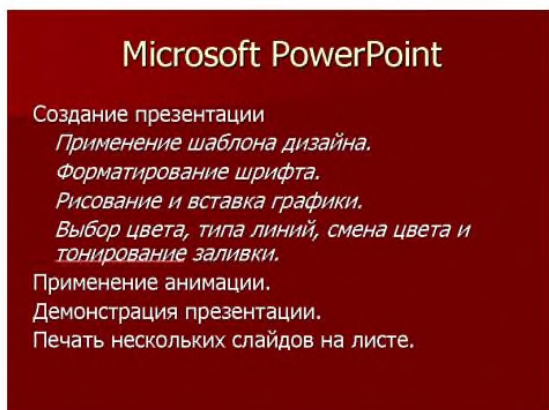 Microsoft PowerPoint
Создание презентации
Применение шаблона дизайна.
Форматирование шрифта.
Рисование и вставка графики.
Выбор цвета, типа линий, смена цвета и
тонирование заливки.
Применение анимации.
Демонстрация презентации.
Печать нескольких слайдов на листе.